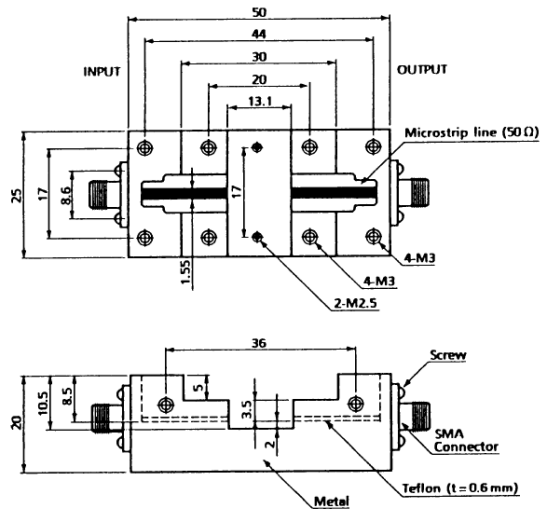 50
44
INPUT
30
OUTPUT
20
13.1
Microstrip line (50 Ω)
25
17
8.6
17
1.55
4-M3
4-M3
2-M2.5
36
Screw
20
10.5
8.5
5
3.5
2
SMA
Connector
Teflon (t = 0.6 mm)
Metal